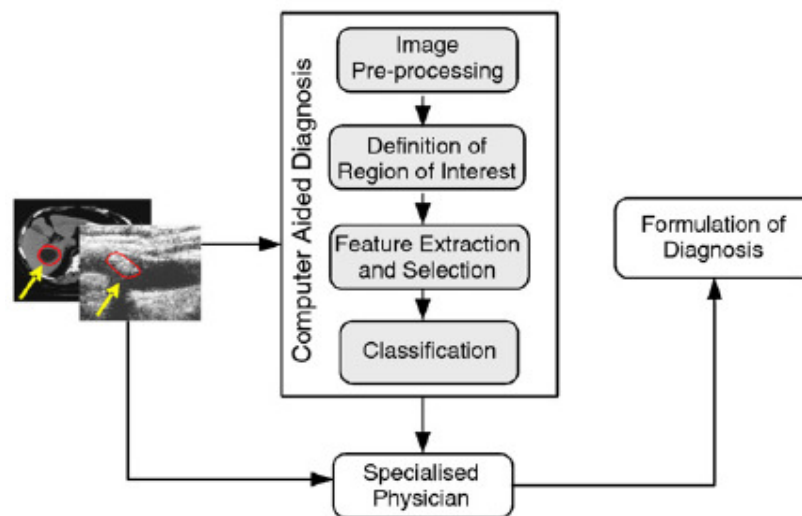 Computer Aided Diagnosis
Image
Pre-processing
Definition of
Region of Interest
Feature Extraction
and Selection
Classification
Specialised
Physician
Formulation of
Diagnosis